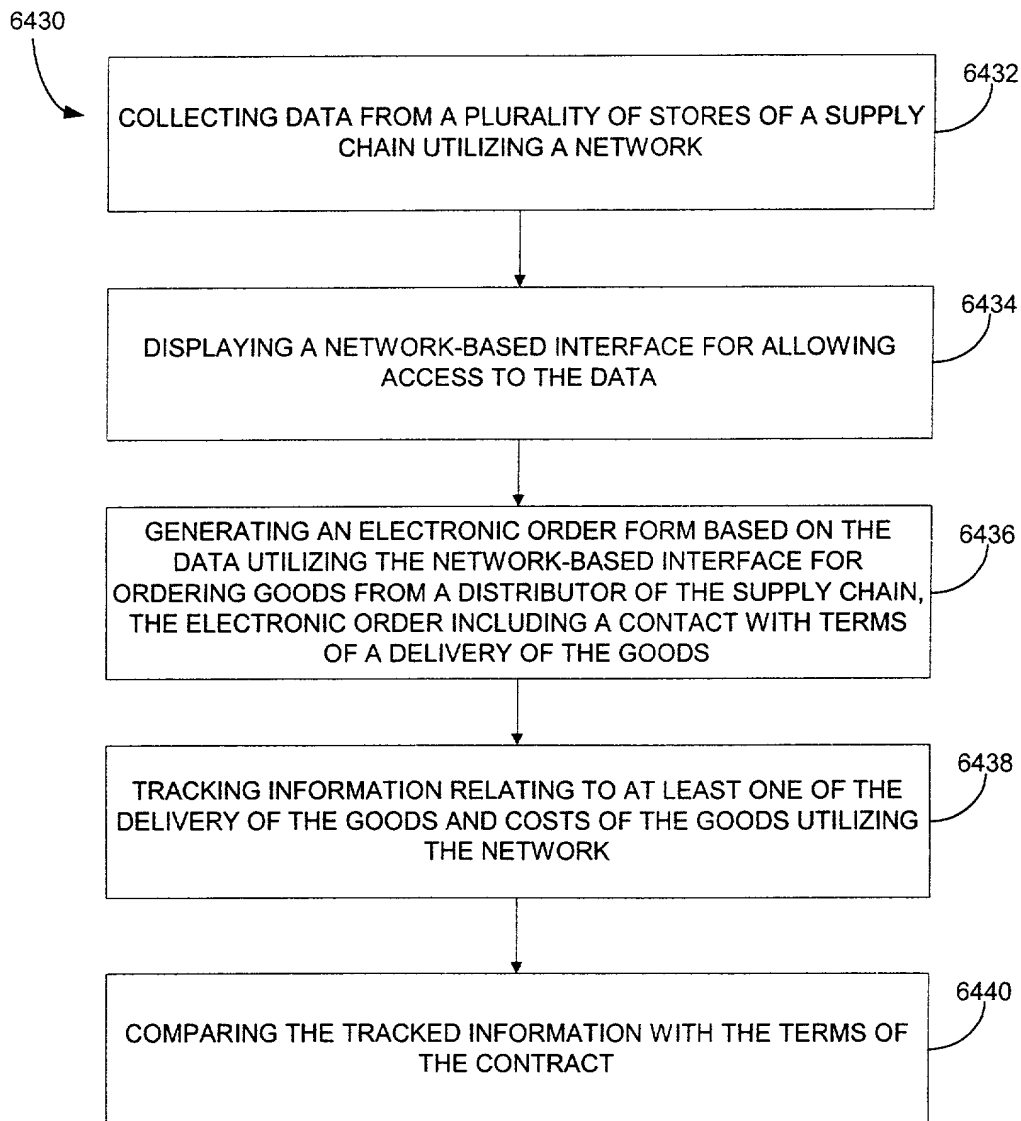 6430
6432
COLLECTING DATA FROM A PLURALITY OF STORES OF A SUPPLY
CHAIN UTILIZING A NETWORK
6434
DISPLAYING A NETWORK-BASED INTERFACE FOR ALLOWING
ACCESS TO THE DATA
6436
GENERATING AN ELECTRONIC ORDER FORM BASED ON THE
DATA UTILIZING THE NETWORK-BASED INTERFACE FOR
ORDERING GOODS FROM A DISTRIBUTOR OF THE SUPPLY CHAIN,
THE ELECTRONIC ORDER INCLUDING A CONTACT WITH TERMS
OF A DELIVERY OF THE GOODS
6438
TRACKING INFORMATION RELATING TO AT LEAST ONE OF THE
DELIVERY OF THE GOODS AND COSTS OF THE GOODS UTILIZING
THE NETWORK
6440
COMPARING THE TRACKED INFORMATION WITH THE TERMS OF
THE CONTRACT